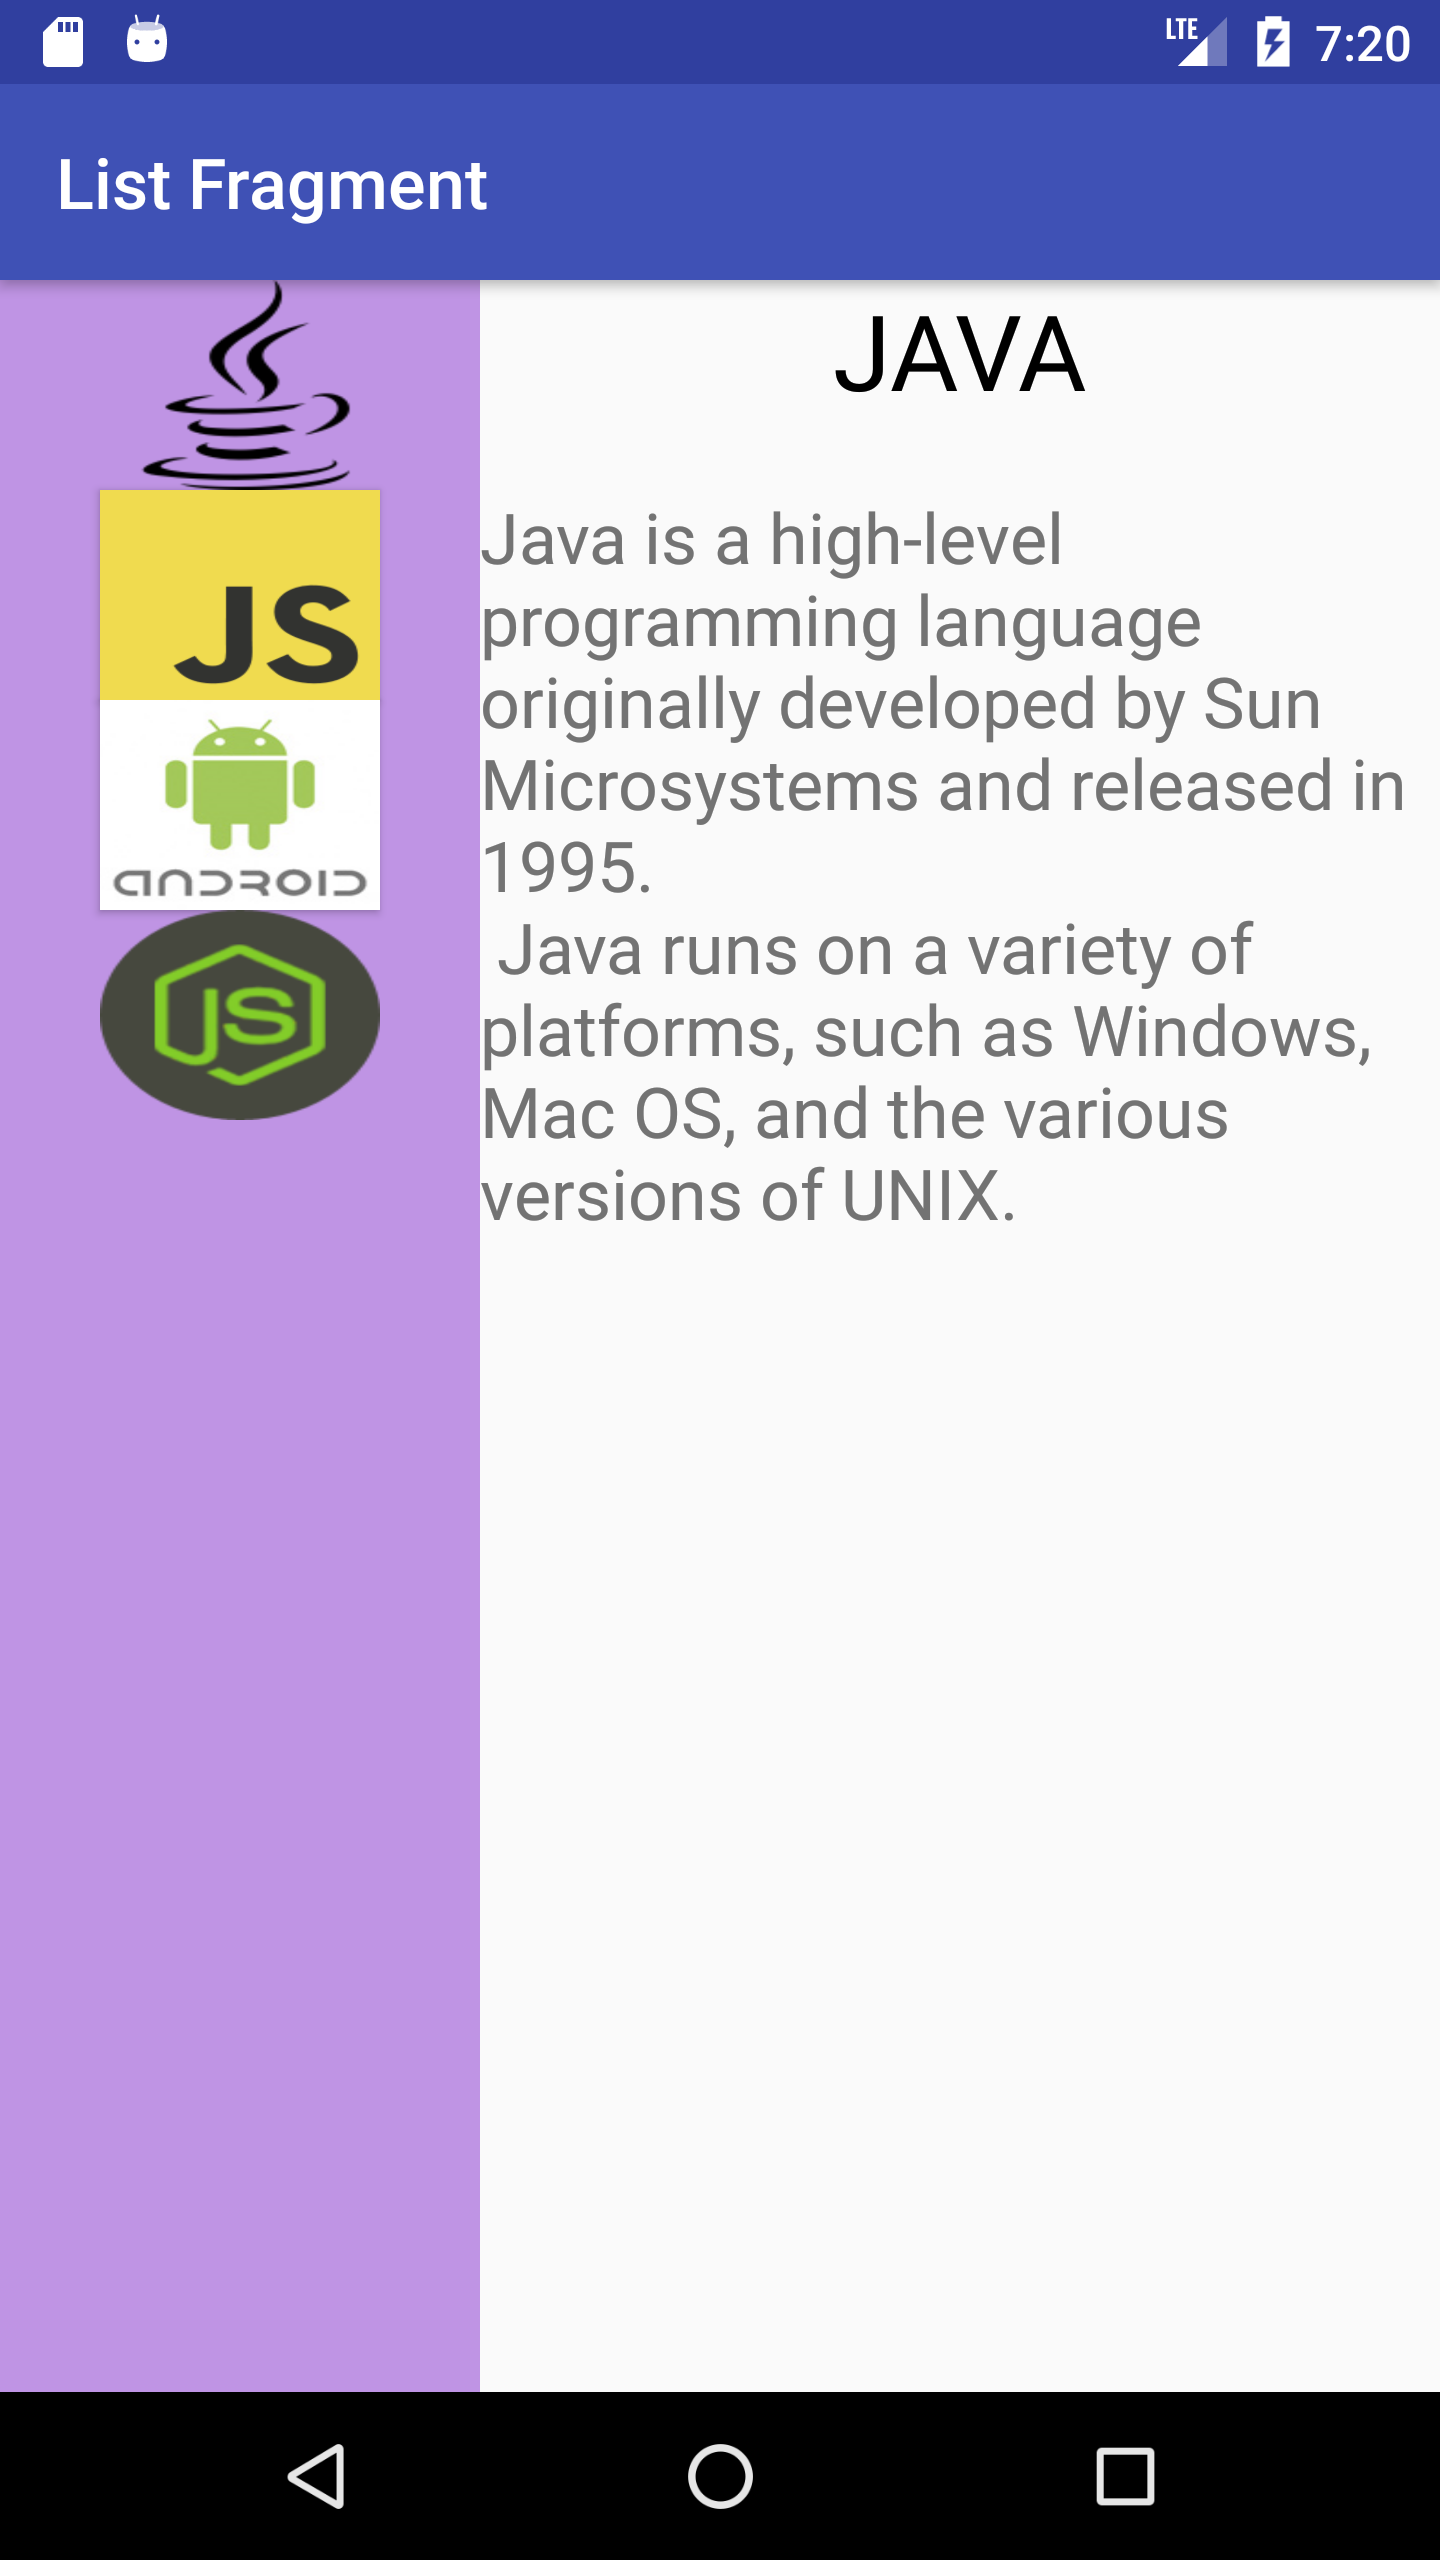 LTE 7:20
List Fragment
JAVA
JS
ANDROID
JS
Java is a high-level
programming language
originally developed by Sun
Microsystems and released in
1995.
Java runs on a variety of
platforms, such as Windows,
Mac OS, and the various
versions of UNIX.